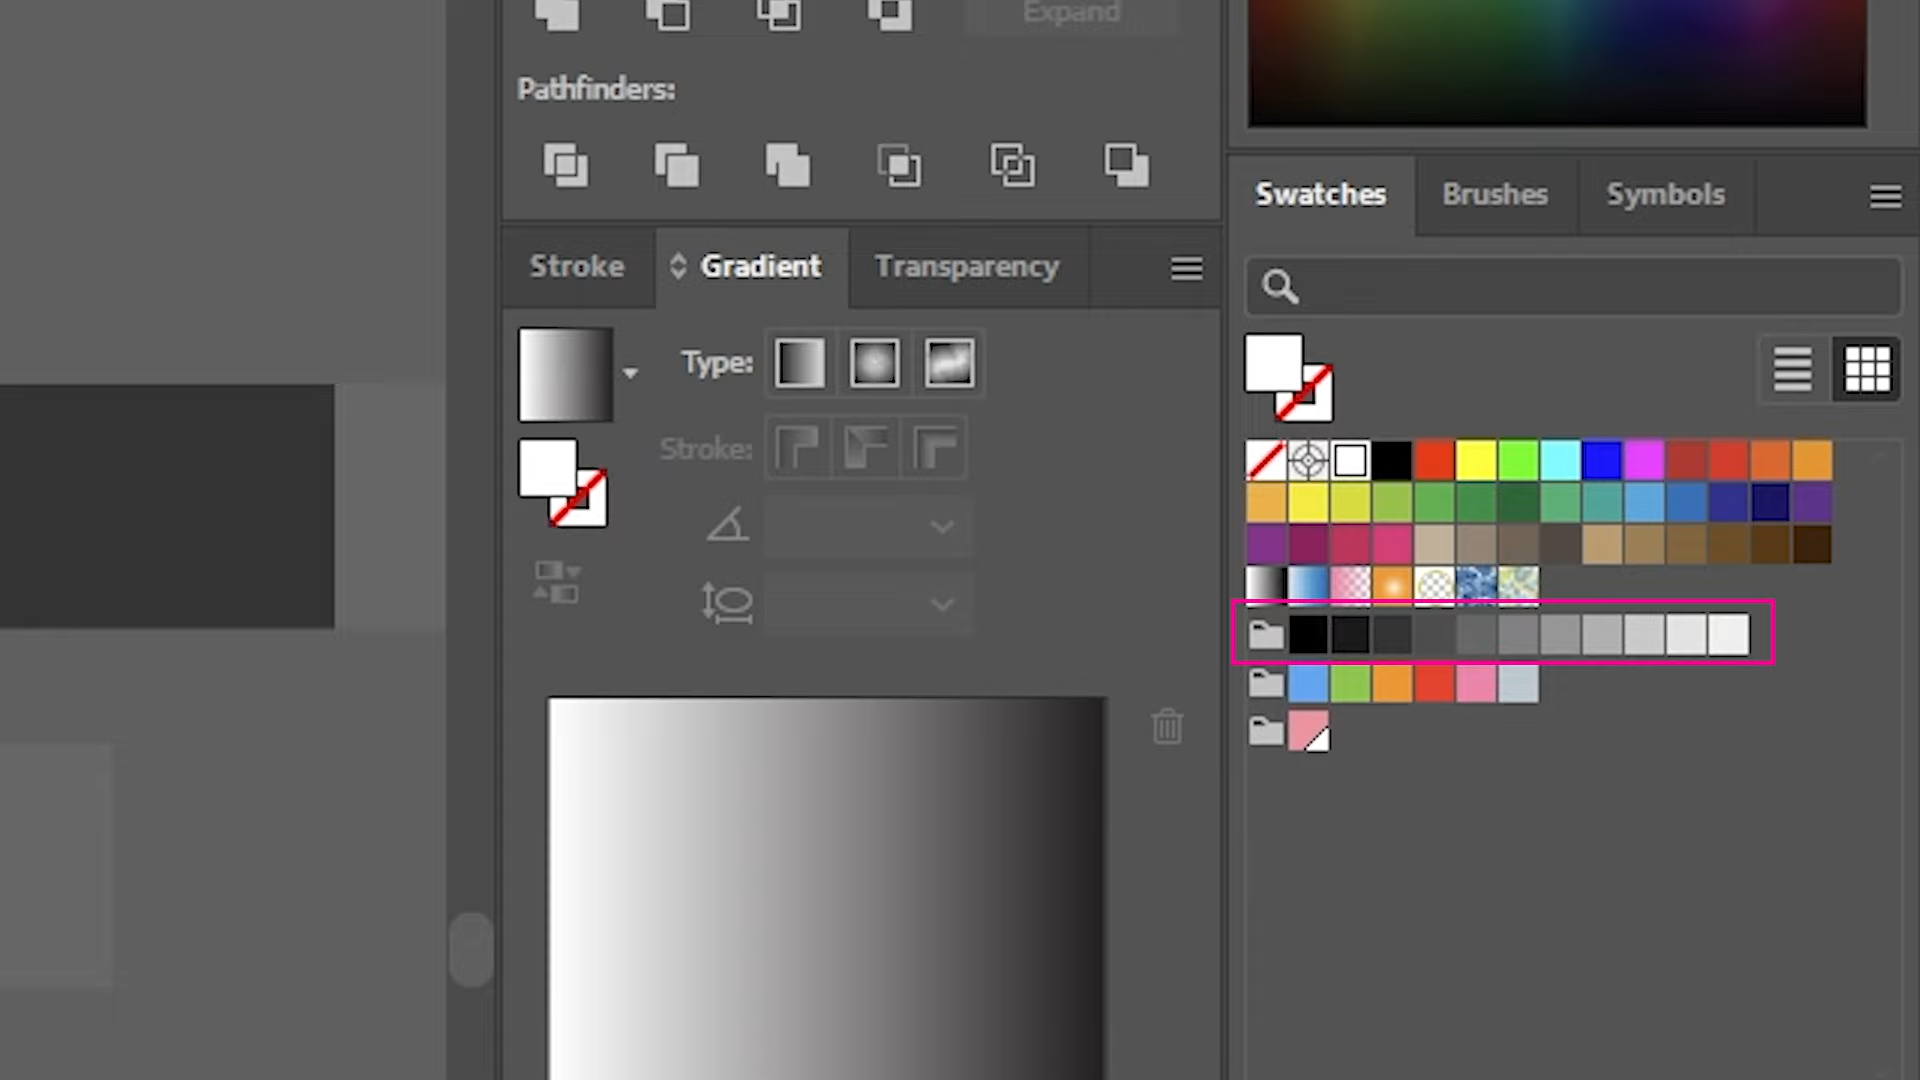 Expand
Pathfinders:
Stroke
Gradient
Transparency
Type:
Stroke:
Swatches
Brushes
Symbols